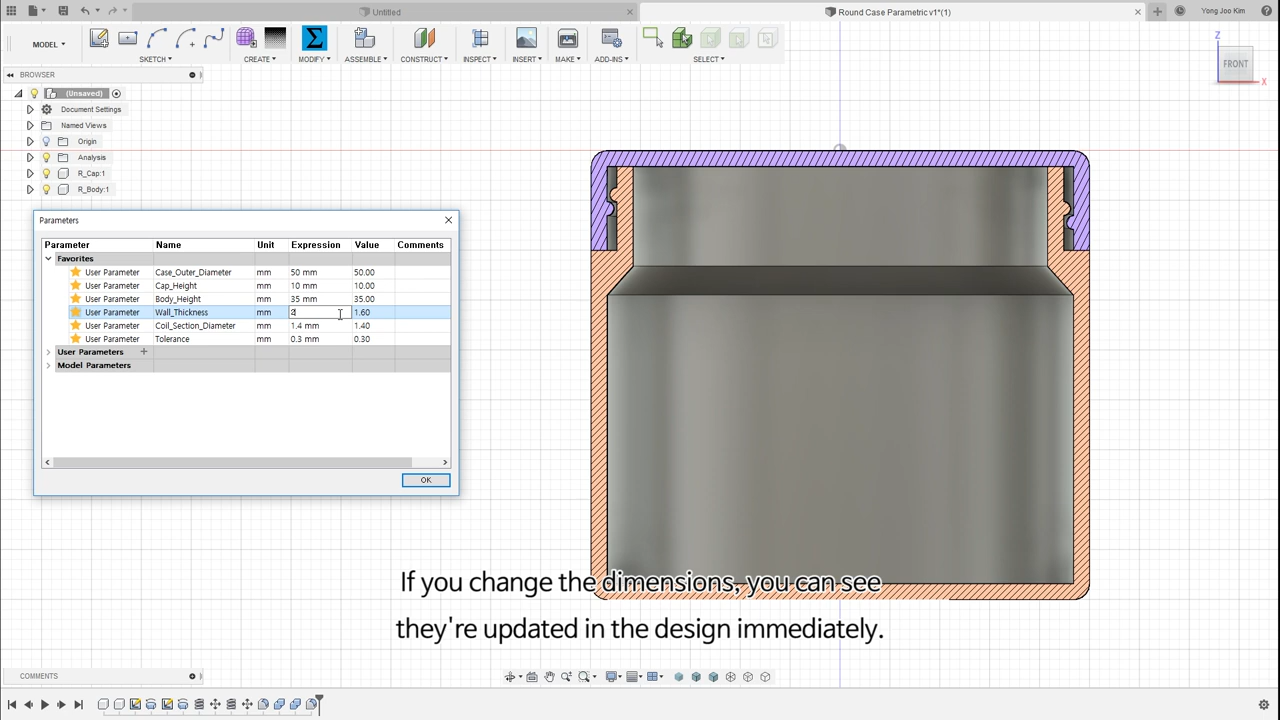 Untitled
Round Case Parametric v1*(1)
Yong Joo Kim
MODEL
SKETCH
CREATE
MODIFY
ASSEMBLE
CONSTRUCT
INSPECT
INSERT
MAKE
ADD-INS
SELECT
Z
FRONT
X
BROWSER
(Unsaved)
Document Settings
Named Views
Origin
Analysis
R_Cap:1
R_Body:1
Parameters
Parameter Name Unit Expression Value Comments
Favorites
User Parameter Case_Outer_Diameter mm 50 mm 50.00
User Parameter Cap_Height mm 10 mm 10.00
User Parameter Body_Height mm 35 mm 35.00
User Parameter Wall_Thickness mm 2 1.60
User Parameter Coil_Section_Diameter mm 1.4 mm 1.40
User Parameter Tolerance mm 0.3 mm 0.30
User Parameters
Model Parameters
OK
If you change the dimensions, you can see
they're updated in the design immediately.
COMMENTS